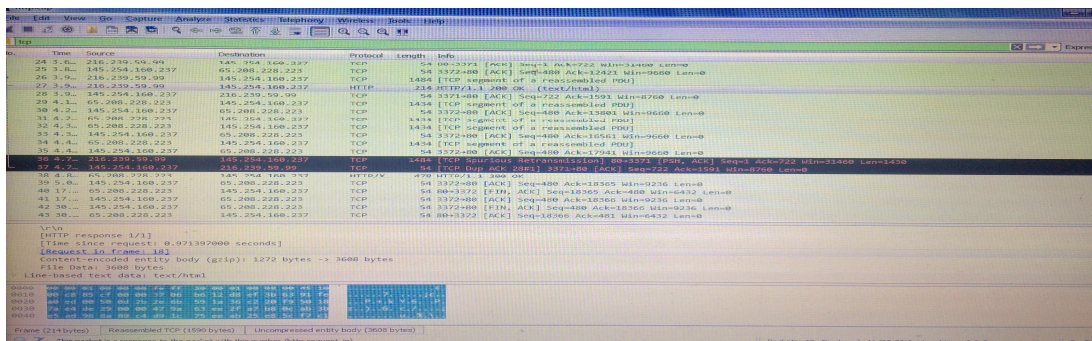 File Edit View Go Capture Analyze Statistics Telephony Wireless Tools Help
tcp
Time Source Destination Protocol Length Info
24 3.6... 216.239.59.99 145.254.160.237 TCP 54 80→3371 [ACK] Seq=1 Ack=722 Win=31460 Len=0
25 3.8... 145.254.160.237 65.208.228.223 TCP 54 3372→80 [ACK] Seq=480 Ack=12421 Win=9660 Len=0
26 3.9... 216.239.59.99 145.254.160.237 TCP 1484 [TCP segment of a reassembled PDU]
27 3.9... 216.239.59.99 145.254.160.237 HTTP 214 HTTP/1.1 200 OK (text/html)
28 3.9... 145.254.160.237 216.239.59.99 TCP 54 3371→80 [ACK] Seq=722 Ack=1591 Win=8760 Len=0
29 4.1... 65.208.228.223 145.254.160.237 TCP 1434 [TCP segment of a reassembled PDU]
30 4.2... 145.254.160.237 65.208.228.223 TCP 54 3372→80 [ACK] Seq=480 Ack=13801 Win=9660 Len=0
31 4.2... 65.208.228.223 145.254.160.237 TCP 1434 [TCP segment of a reassembled PDU]
32 4.3... 65.208.228.223 145.254.160.237 TCP 1434 [TCP segment of a reassembled PDU]
33 4.3... 145.254.160.237 65.208.228.223 TCP 54 3372→80 [ACK] Seq=480 Ack=16561 Win=9660 Len=0
34 4.4... 65.208.228.223 145.254.160.237 TCP 1434 [TCP segment of a reassembled PDU]
35 4.4... 145.254.160.237 65.208.228.223 TCP 54 3372→80 [ACK] Seq=480 Ack=17941 Win=9660 Len=0
36 4.7... 216.239.59.99 145.254.160.237 TCP 1484 [TCP Spurious Retransmission] 80→3371 [PSH, ACK] Seq=1 Ack=722 Win=31460 Len=1430
37 4.7... 145.254.160.237 216.239.59.99 TCP 54 [TCP Dup ACK 28#1] 3371→80 [ACK] Seq=722 Ack=1591 Win=8760 Len=0
38 4.8... 65.208.228.223 145.254.160.237 HTTP/X... 478 HTTP/1.1 200 OK
39 5.0... 145.254.160.237 65.208.228.223 TCP 54 3372→80 [ACK] Seq=480 Ack=18365 Win=9236 Len=0
40 17... 65.208.228.223 145.254.160.237 TCP 54 80→3372 [FIN, ACK] Seq=18365 Ack=480 Win=6432 Len=0
41 17... 145.254.160.237 65.208.228.223 TCP 54 3372→80 [ACK] Seq=480 Ack=18366 Win=9236 Len=0
42 30... 145.254.160.237 65.208.228.223 TCP 54 3372→80 [FIN, ACK] Seq=480 Ack=18366 Win=9236 Len=0
43 30... 65.208.228.223 145.254.160.237 TCP 54 80→3372 [ACK] Seq=18366 Ack=481 Win=6432 Len=0
\r\n
[HTTP response 1/1]
[Time since request: 0.971397000 seconds]
[Request in frame: 18]
Content-encoded entity body (gzip): 1272 bytes -> 3608 bytes
File Data: 3608 bytes
Line-based text data: text/html
0010
0020
0030
0040
Frame (214 bytes) Reassembled TCP (1590 bytes) Uncompressed entity body (3608 bytes)